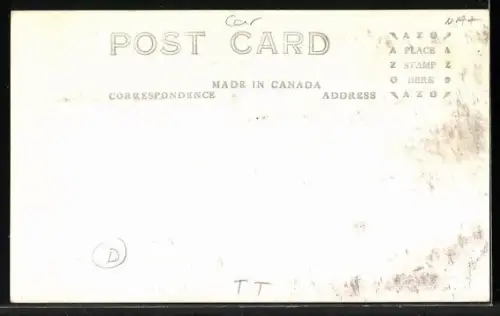 Car
POST CARD
MADE IN CANADA
CORRESPONDENCE ADDRESS
AZO
A PLACE A
Z STAMP Z
O HERE O
AZO
D
TT